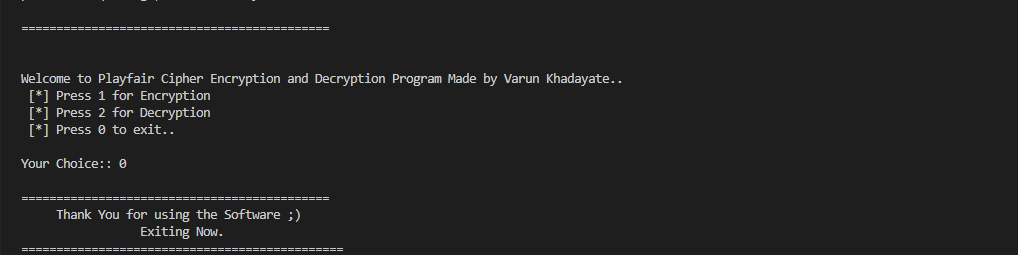 ============================================
Welcome to Playfair Cipher Encryption and Decryption Program Made by Varun Khadayate..
[*] Press 1 for Encryption
[*] Press 2 for Decryption
[*] Press 0 to exit..
Your Choice:: 0
============================================
Thank You for using the Software ;)
Exiting Now.
==============================================